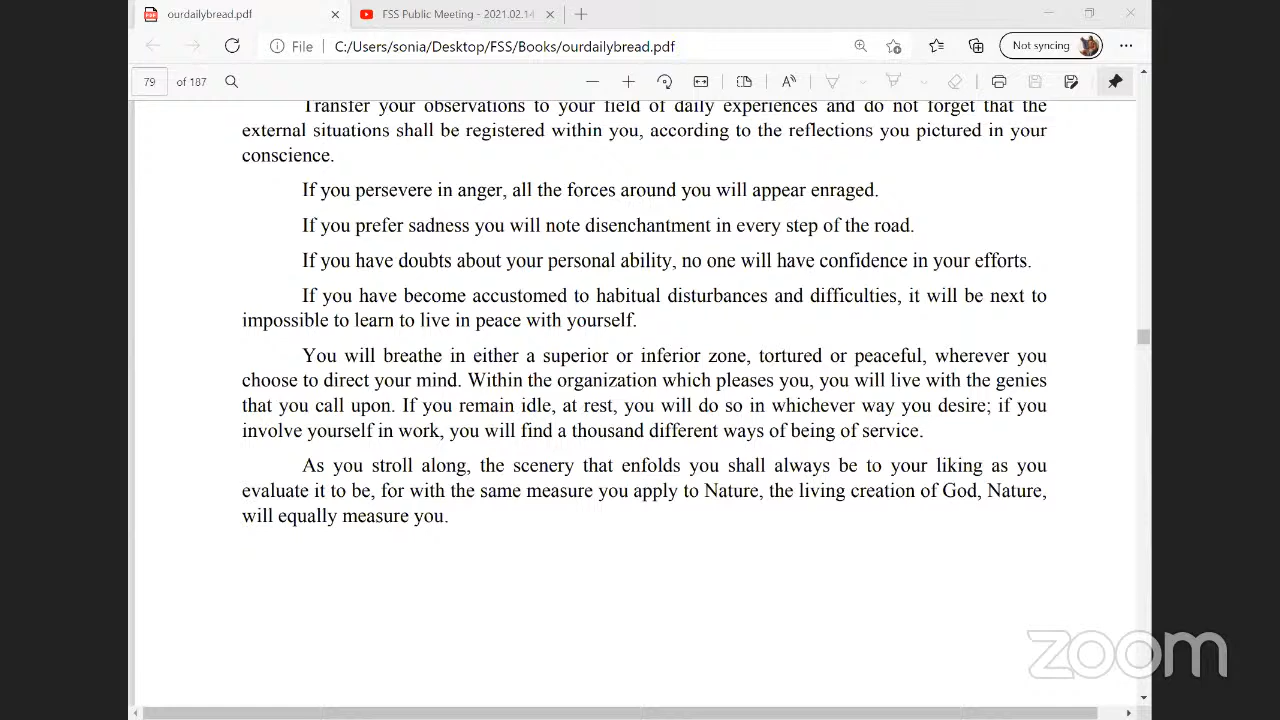 ourdailybread.pdf
FSS Public Meeting - 2021.02.14
File
C:/Users/sonia/Desktop/FSS/Books/ourdailybread.pdf
Not syncing
79 of 187
Transfer your observations to your field of daily experiences and do not forget that the
external situations shall be registered within you, according to the reflections you pictured in your
conscience.
If you persevere in anger, all the forces around you will appear enraged.
If you prefer sadness you will note disenchantment in every step of the road.
If you have doubts about your personal ability, no one will have confidence in your efforts.
If you have become accustomed to habitual disturbances and difficulties, it will be next to
impossible to learn to live in peace with yourself.
You will breathe in either a superior or inferior zone, tortured or peaceful, wherever you
choose to direct your mind. Within the organization which pleases you, you will live with the genies
that you call upon. If you remain idle, at rest, you will do so in whichever way you desire; if you
involve yourself in work, you will find a thousand different ways of being of service.
As you stroll along, the scenery that enfolds you shall always be to your liking as you
evaluate it to be, for with the same measure you apply to Nature, the living creation of God, Nature,
will equally measure you.
zoom